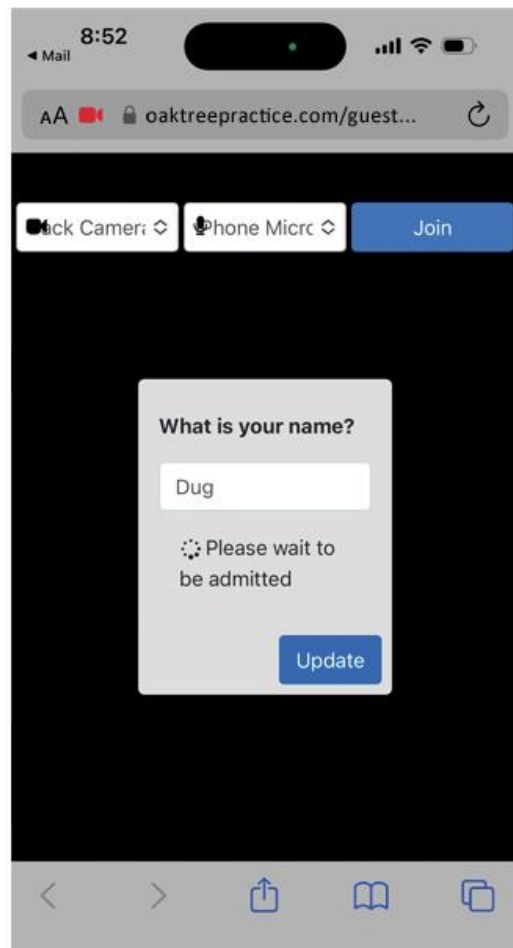 8:52
◄ Mail
AA oaktreepractice.com/guest...
ack Camera Phone Micro Join
What is your name?
Dug
Please wait to
be admitted
Update